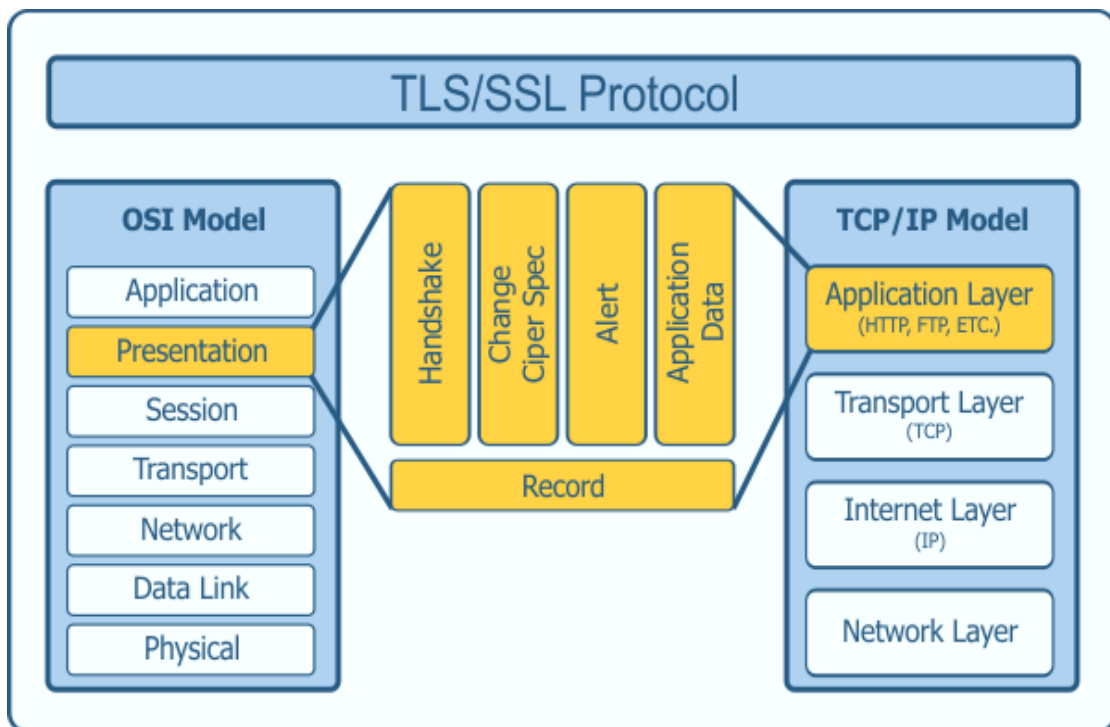 TLS/SSL Protocol
OSI Model
Application
Presentation
Session
Transport
Network
Data Link
Physical
Handshake
Change
Ciper Spec
Alert
Application
Data
Record
TCP/IP Model
Application Layer
(HTTP, FTP, ETC.)
Transport Layer
(TCP)
Internet Layer
(IP)
Network Layer